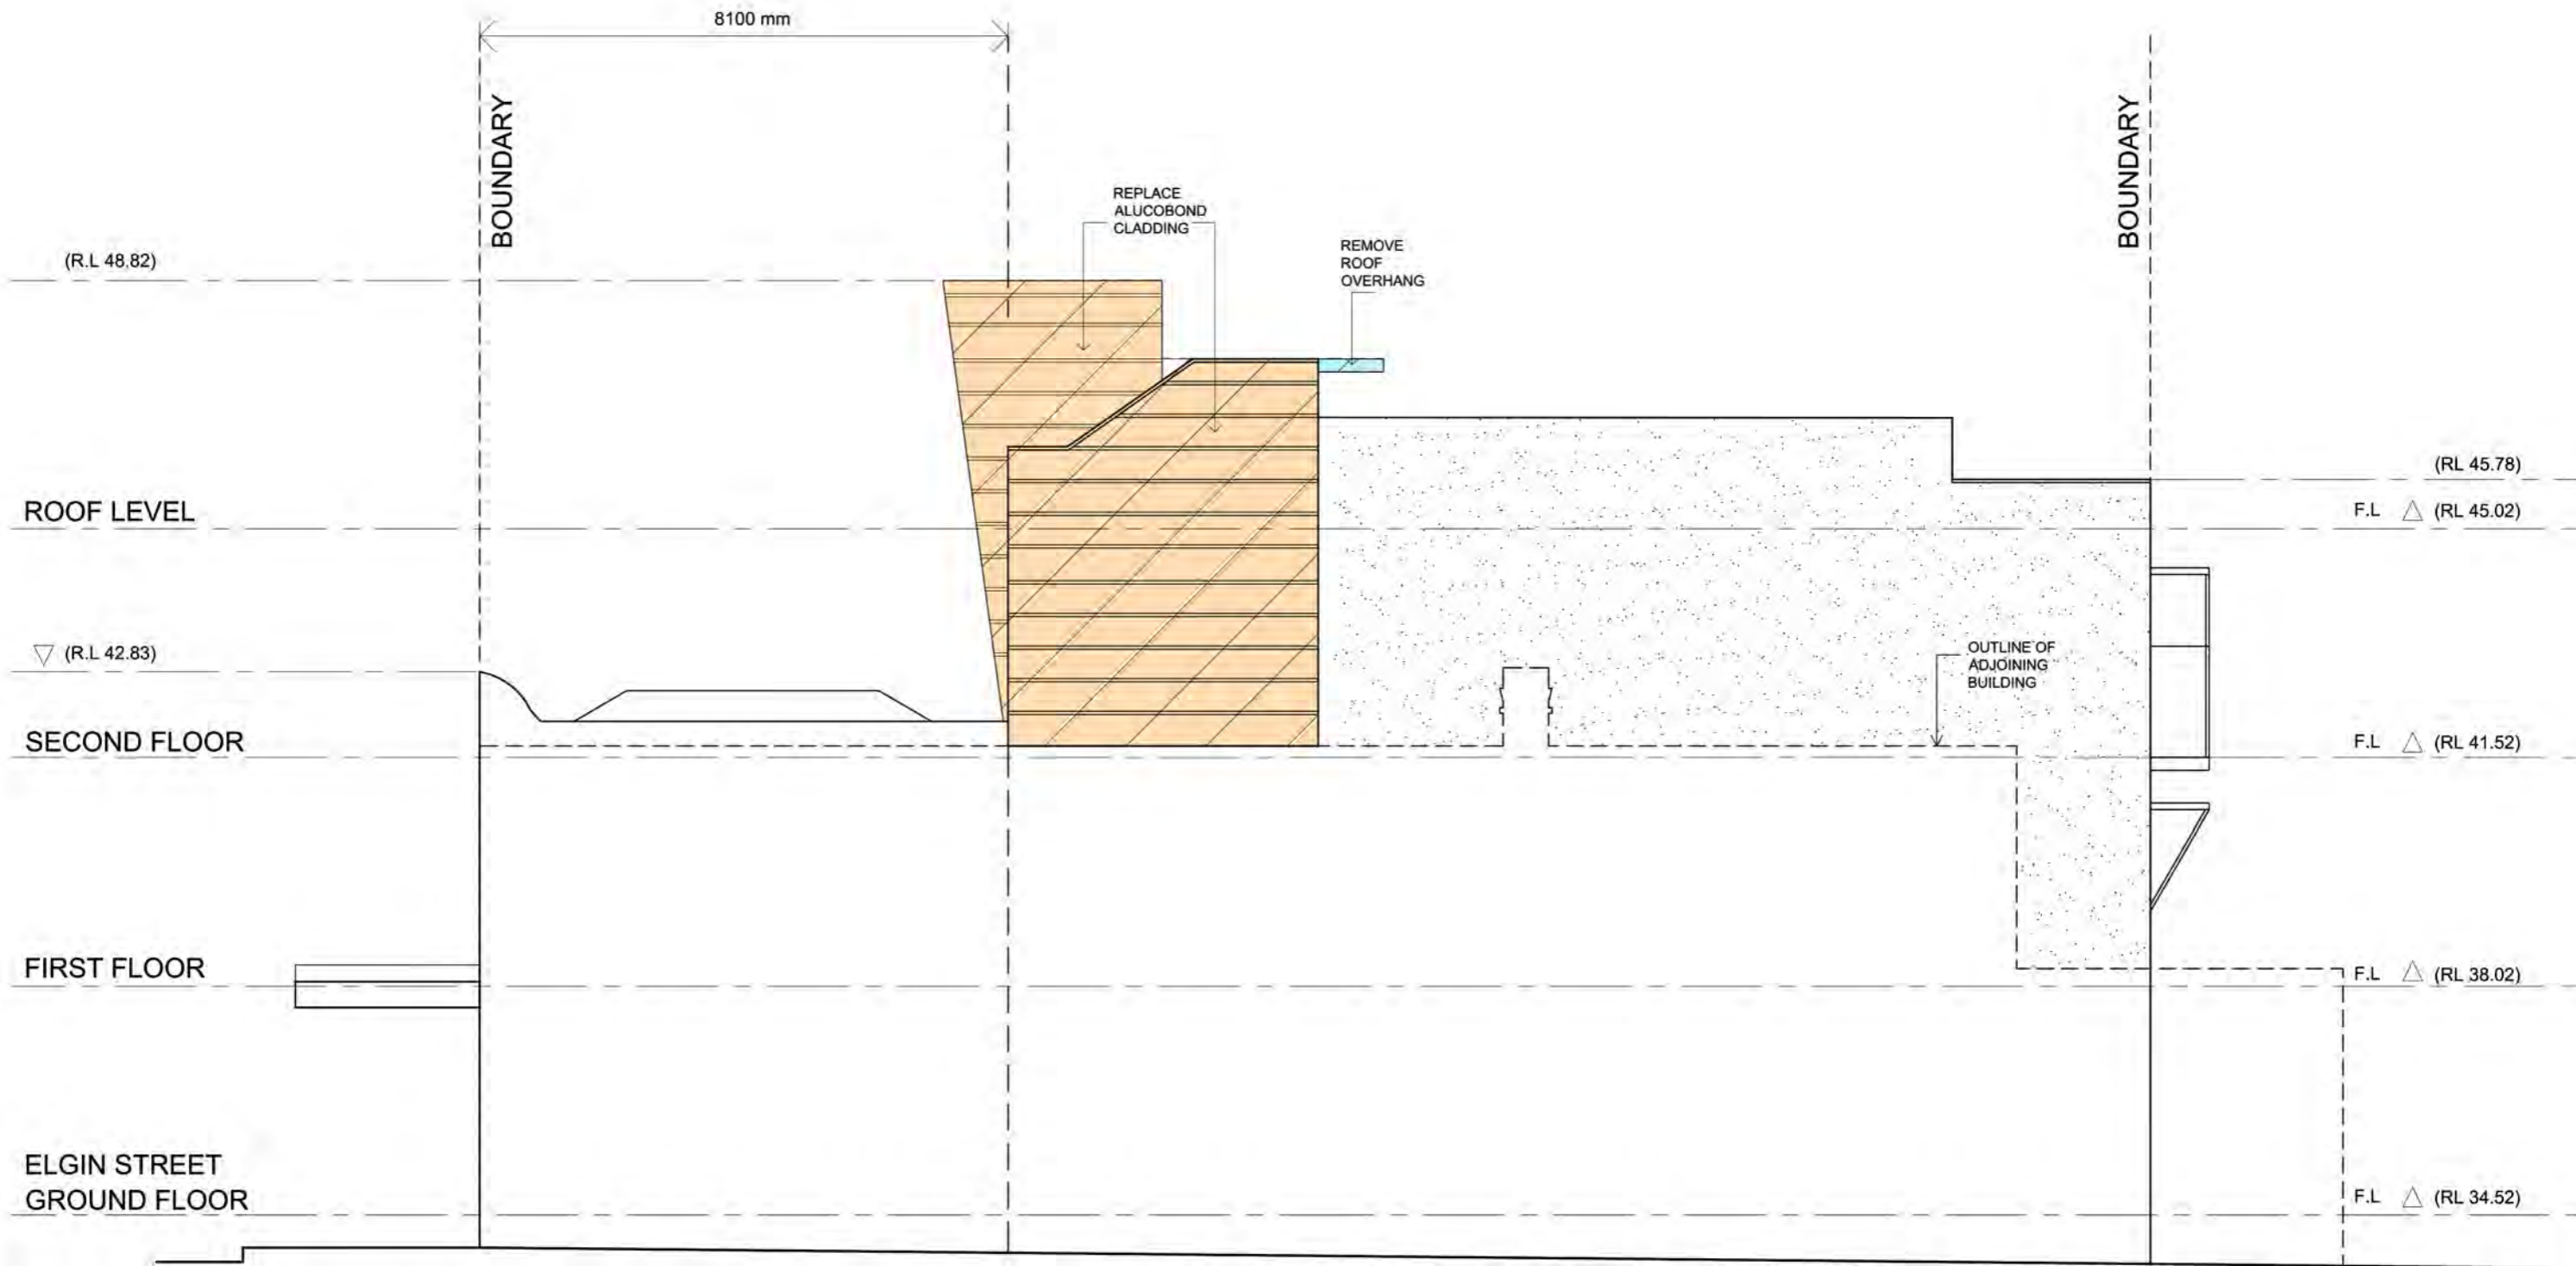 8100 mm
BOUNDARY
BOUNDARY
REPLACE
ALUCOBOND
CLADDING
REMOVE
ROOF
OVERHANG
(R.L 48.82)
(RL 45.78)
ROOF LEVEL
F.L △ (RL 45.02)
▽ (R.L 42.83)
OUTLINE OF
ADJOINING
BUILDING
SECOND FLOOR
F.L △ (RL 41.52)
FIRST FLOOR
F.L △ (RL 38.02)
ELGIN STREET
GROUND FLOOR
F.L △ (RL 34.52)